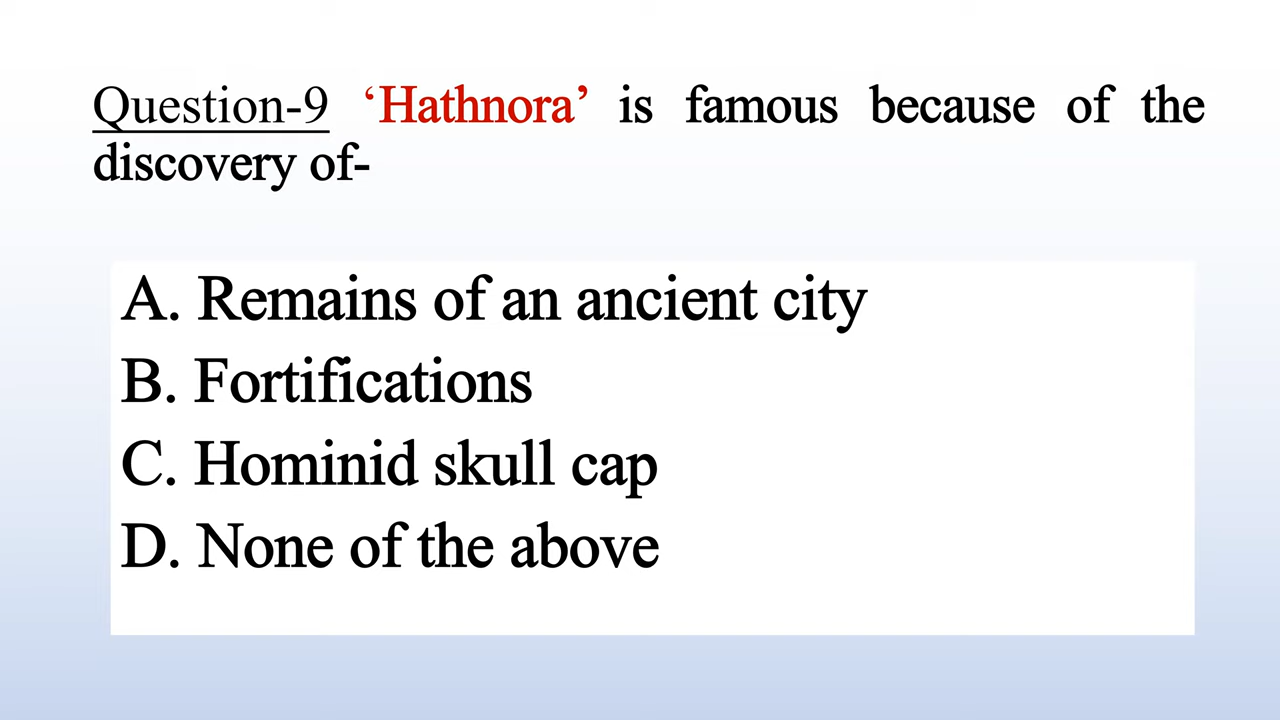 Question-9 ‘Hathnora’ is famous because of the
discovery of-
A. Remains of an ancient city
B. Fortifications
C. Hominid skull cap
D. None of the above